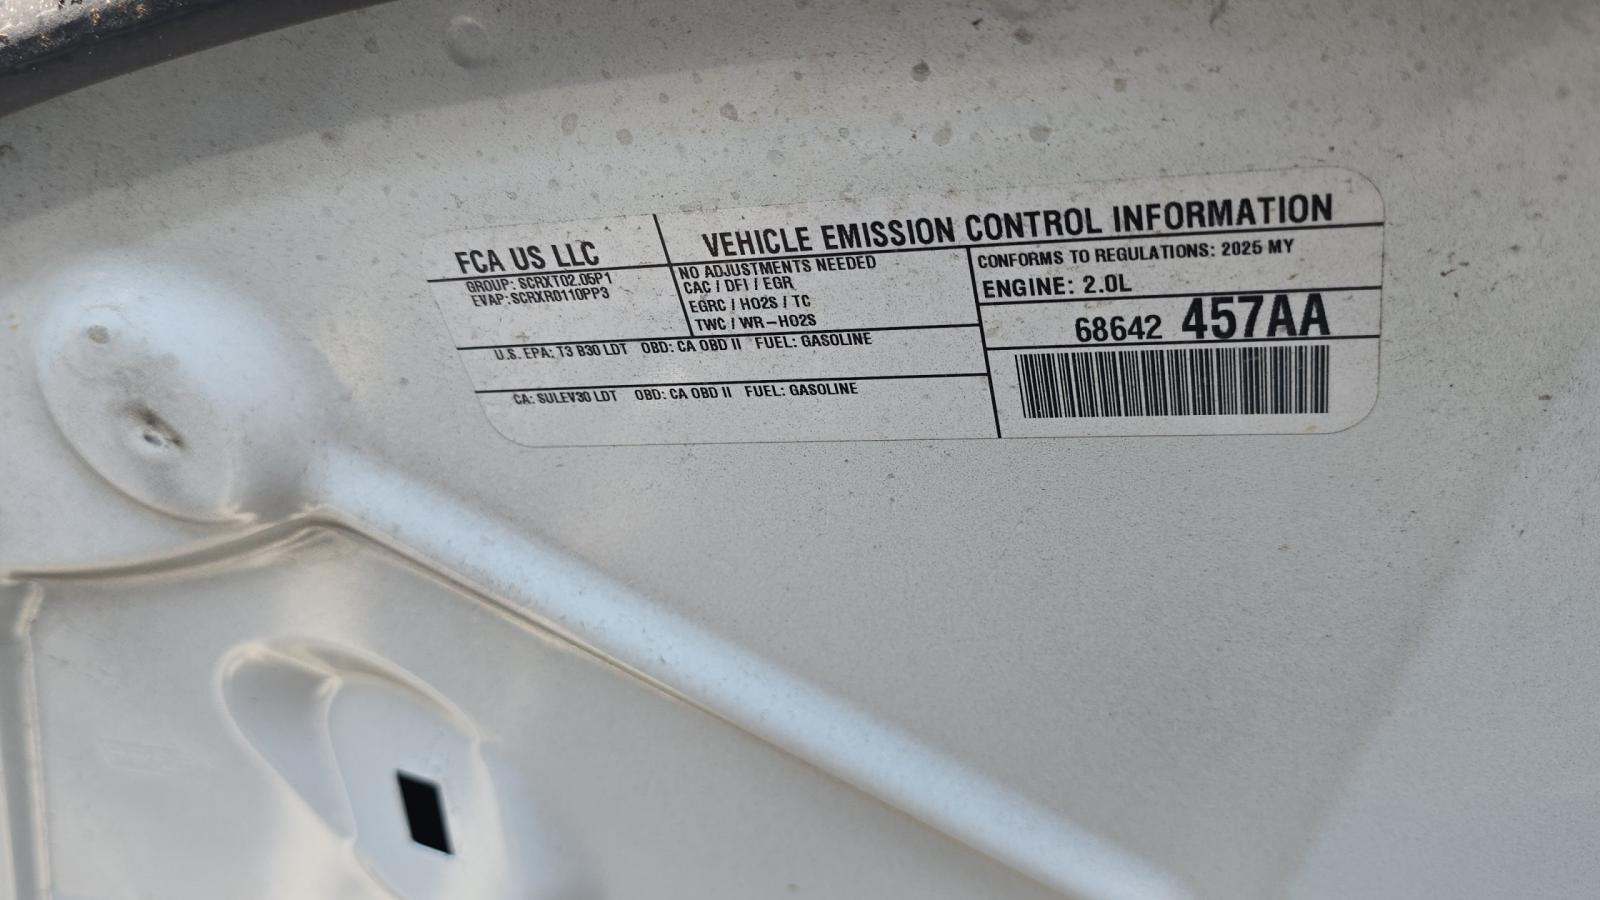 FCA US LLC
VEHICLE EMISSION CONTROL INFORMATION
GROUP: SCRXT02.05P1
EVAP: SCRXR0110PP3
NO ADJUSTMENTS NEEDED
CAC / DFI / EGR
EGRC / HO2S / TC
TWC / WR-HO2S
CONFORMS TO REGULATIONS: 2025 MY
ENGINE: 2.0L
68642 457AA
U.S. EPA: T3 B30 LDT OBD: CA OBD II FUEL: GASOLINE
CA: SULEV30 LDT OBD: CA OBD II FUEL: GASOLINE